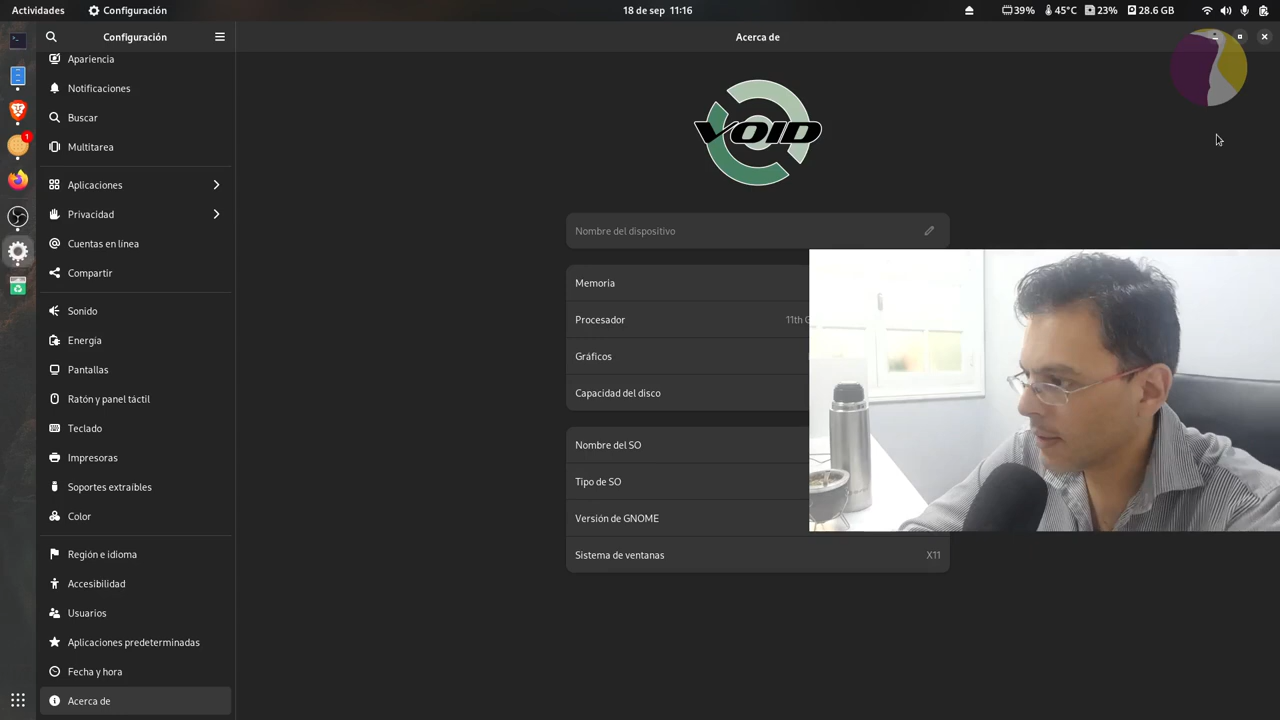 Actividades
Configuración
18 de sep 11:16
39%
45°C
23%
28.6 GB
Configuración
Acerca de
Apariencia
Notificaciones
1
Buscar
Multitarea
Aplicaciones
Privacidad
Cuentas en línea
Compartir
Sonido
Energía
Pantallas
Ratón y panel táctil
Teclado
Impresoras
Soportes extraíbles
Color
Región e idioma
Accesibilidad
Usuarios
Aplicaciones predeterminadas
Fecha y hora
Acerca de
VOID
Nombre del dispositivo
Memoria
Procesador 11th
Gráficos
Capacidad del disco
Nombre del SO
Tipo de SO
Versión de GNOME
Sistema de ventanas X11